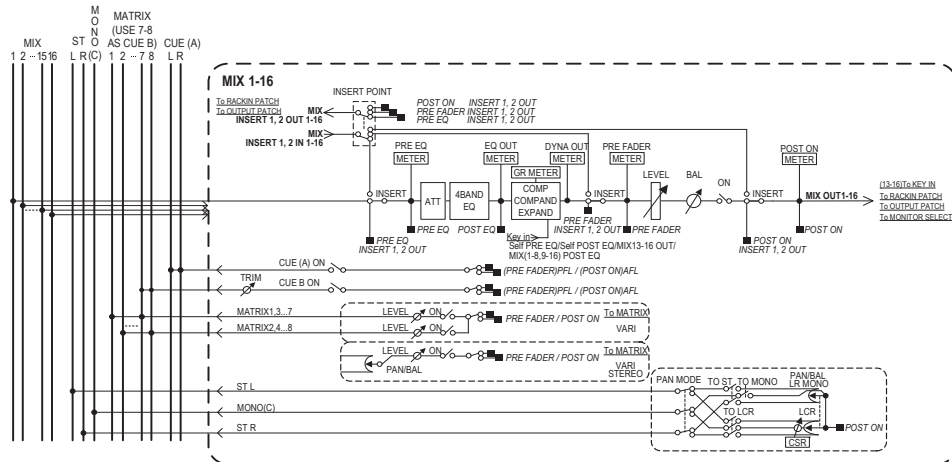 MIX
1 2 ··· 15 16
ST
L R
MONO
(C)
MATRIX
(USE 7-8
AS CUE B)
1 2 ··· 7 8
CUE (A)
L R
MIX 1-16
INSERT POINT
To RACKIN PATCH
To OUTPUT PATCH
MIX
INSERT 1, 2 OUT 1-16
MIX
INSERT 1, 2 IN 1-16
POST ON INSERT 1, 2 OUT
PRE FADER INSERT 1, 2 OUT
PRE EQ INSERT 1, 2 OUT
PRE EQ
METER
EQ OUT
METER
DYNA OUT
METER
PRE FADER
METER
POST ON
METER
GR METER
LEVEL
BAL
ON
INSERT
ATT
4BAND
EQ
COMP
COMPAND
EXPAND
INSERT
INSERT
MIX OUT1-16
(13-16)To KEY IN
To RACKIN PATCH
To OUTPUT PATCH
To MONITOR SELECT
PRE EQ
INSERT 1, 2 OUT
PRE EQ
POST EQ
Key in
Self PRE EQ/Self POST EQ/MIX13-16 OUT/
MIX(1-8,9-16) POST EQ
PRE FADER
INSERT 1, 2 OUT
PRE FADER
POST ON
INSERT 1, 2 OUT
POST ON
CUE (A) ON
(PRE FADER)PFL / (POST ON)AFL
TRIM
CUE B ON
(PRE FADER)PFL / (POST ON)AFL
MATRIX1,3...7
LEVEL
ON
PRE FADER / POST ON
To MATRIX
MATRIX2,4...8
LEVEL
ON
VARI
LEVEL
ON
PAN/BAL
PRE FADER / POST ON
To MATRIX
VARI
STEREO
ST L
MONO(C)
ST R
PAN MODE
TO ST
TO MONO
PAN/BAL
LR MONO
TO LCR
LCR
CSR
POST ON